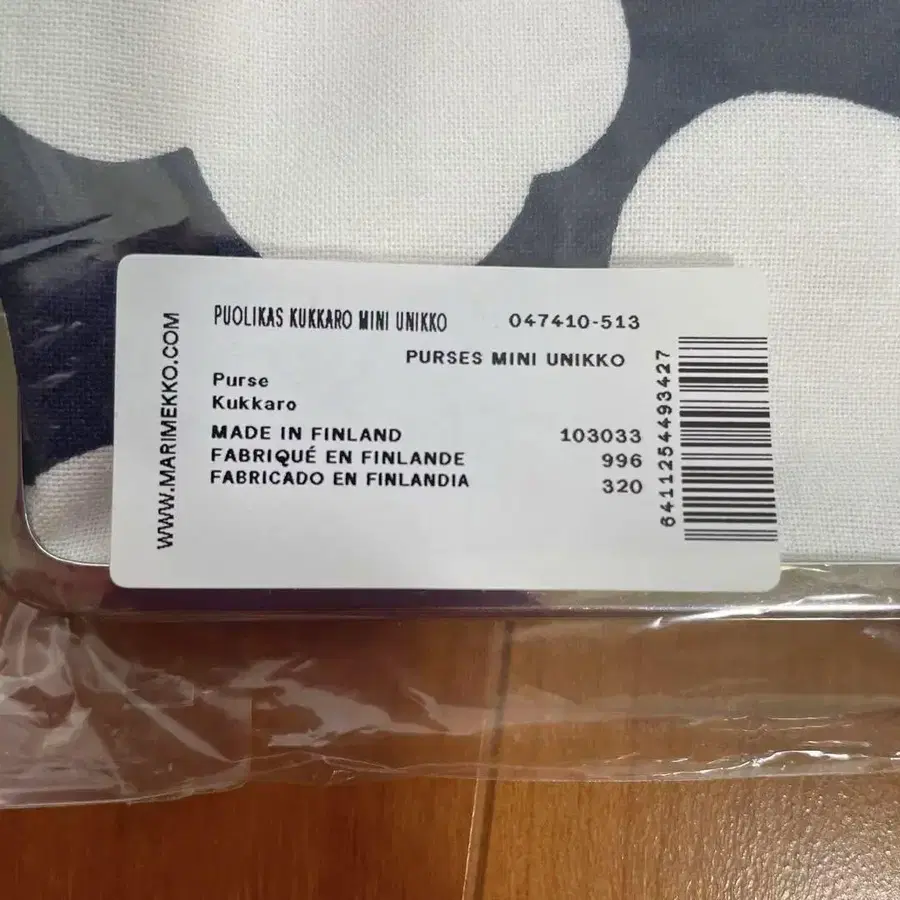 PUOLIKAS KUKKARO MINI UNIKKO 047410-513
PURSES MINI UNIKKO
Purse
Kukkaro
MADE IN FINLAND 103033
FABRIQUÉ EN FINLANDE 996
FABRICADO EN FINLANDIA 320
WWW.MARIMEKKO.COM
6411254493427